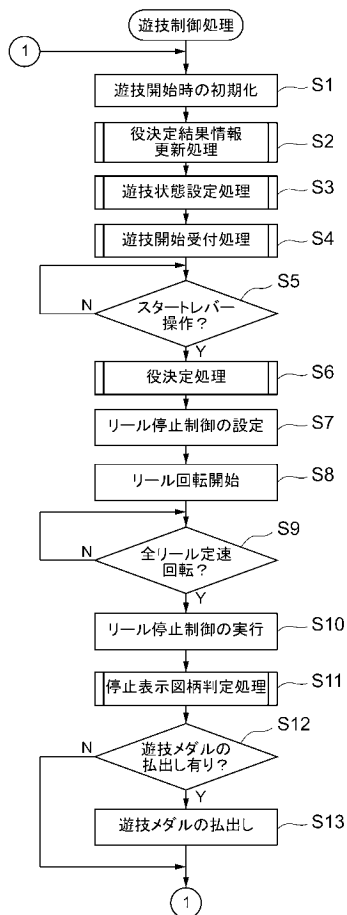 遊技制御処理
1
遊技開始時の初期化
S1
役決定結果情報
更新処理
S2
遊技状態設定処理
S3
遊技開始受付処理
S4
S5
スタートレバー
操作？
N
Y
役決定処理
S6
リール停止制御の設定
S7
リール回転開始
S8
S9
全リール定速
回転？
N
Y
リール停止制御の実行
S10
停止表示図柄判定処理
S11
S12
遊技メダルの
払出し有り？
N
Y
遊技メダルの払出し
S13
1